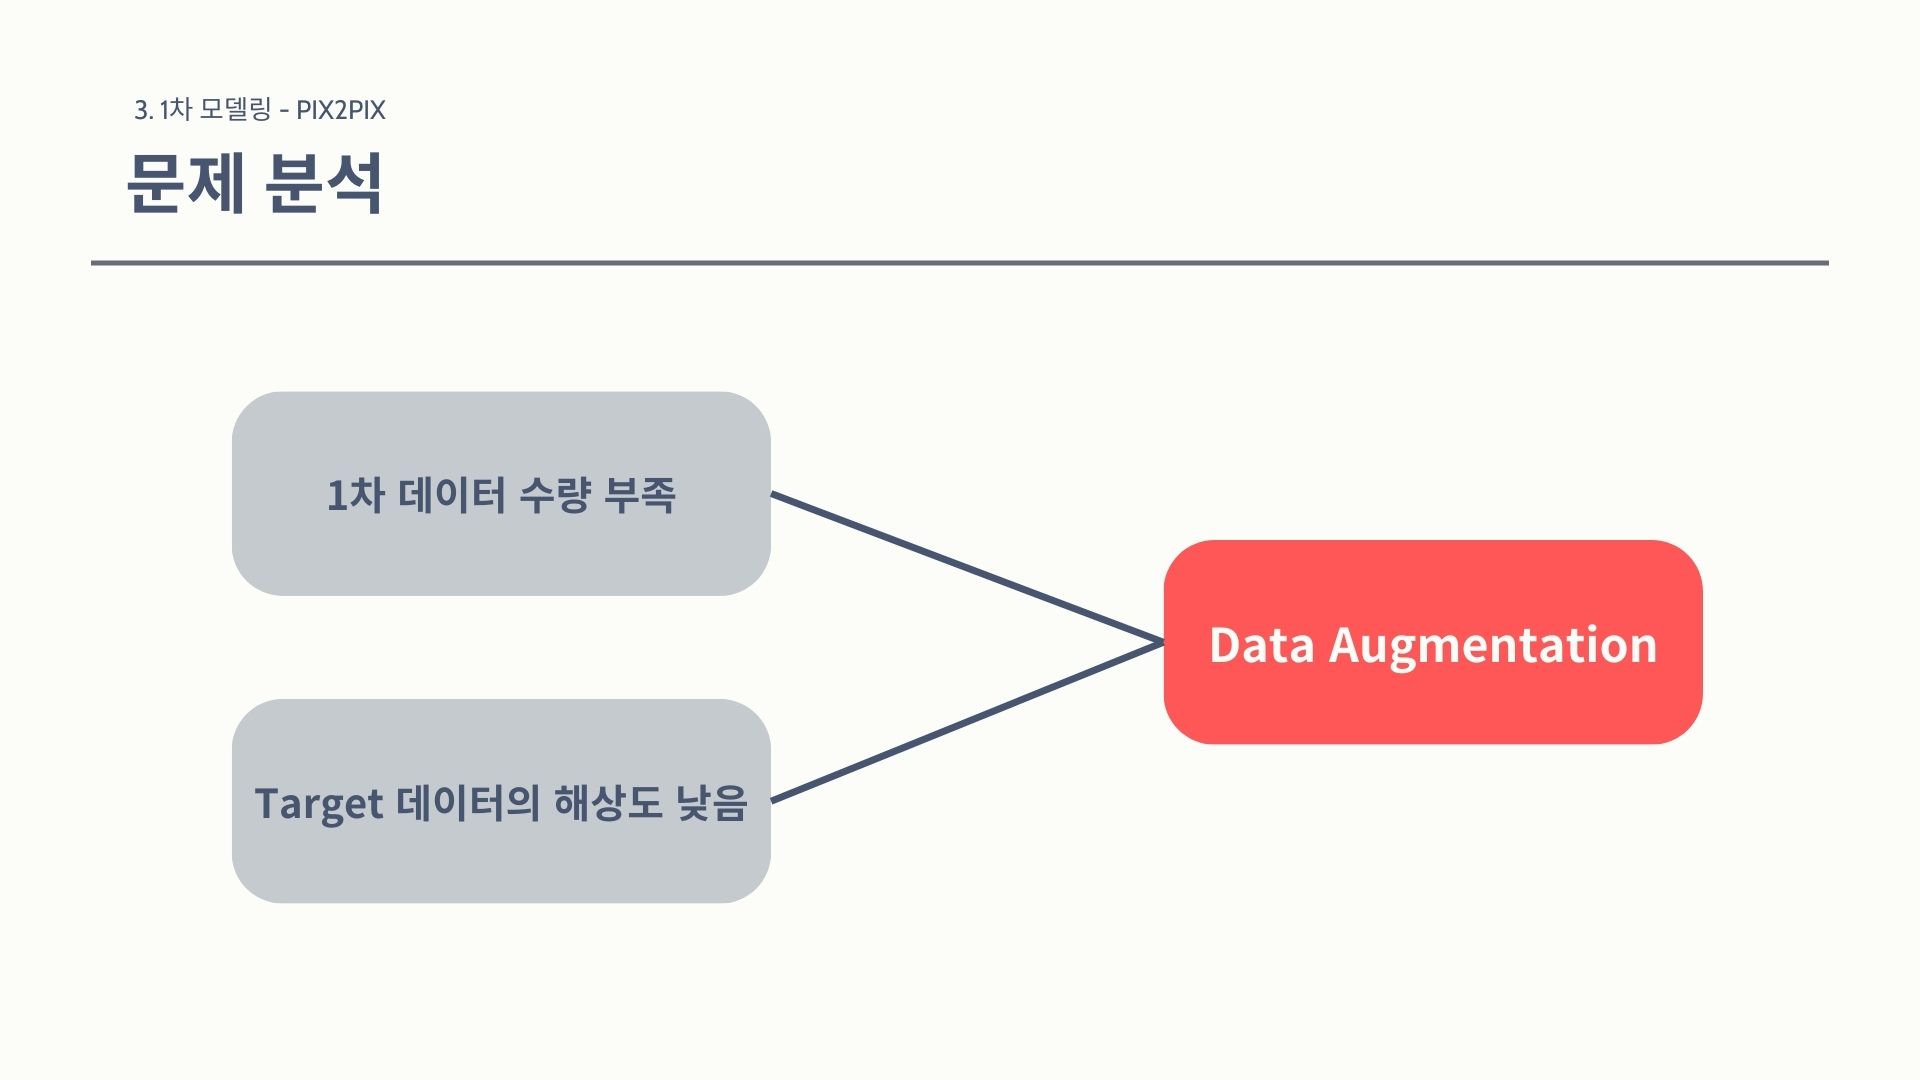 3. 1차 모델링 - PIX2PIX
문제 분석
1차 데이터 수량 부족
Data Augmentation
Target 데이터의 해상도 낮음